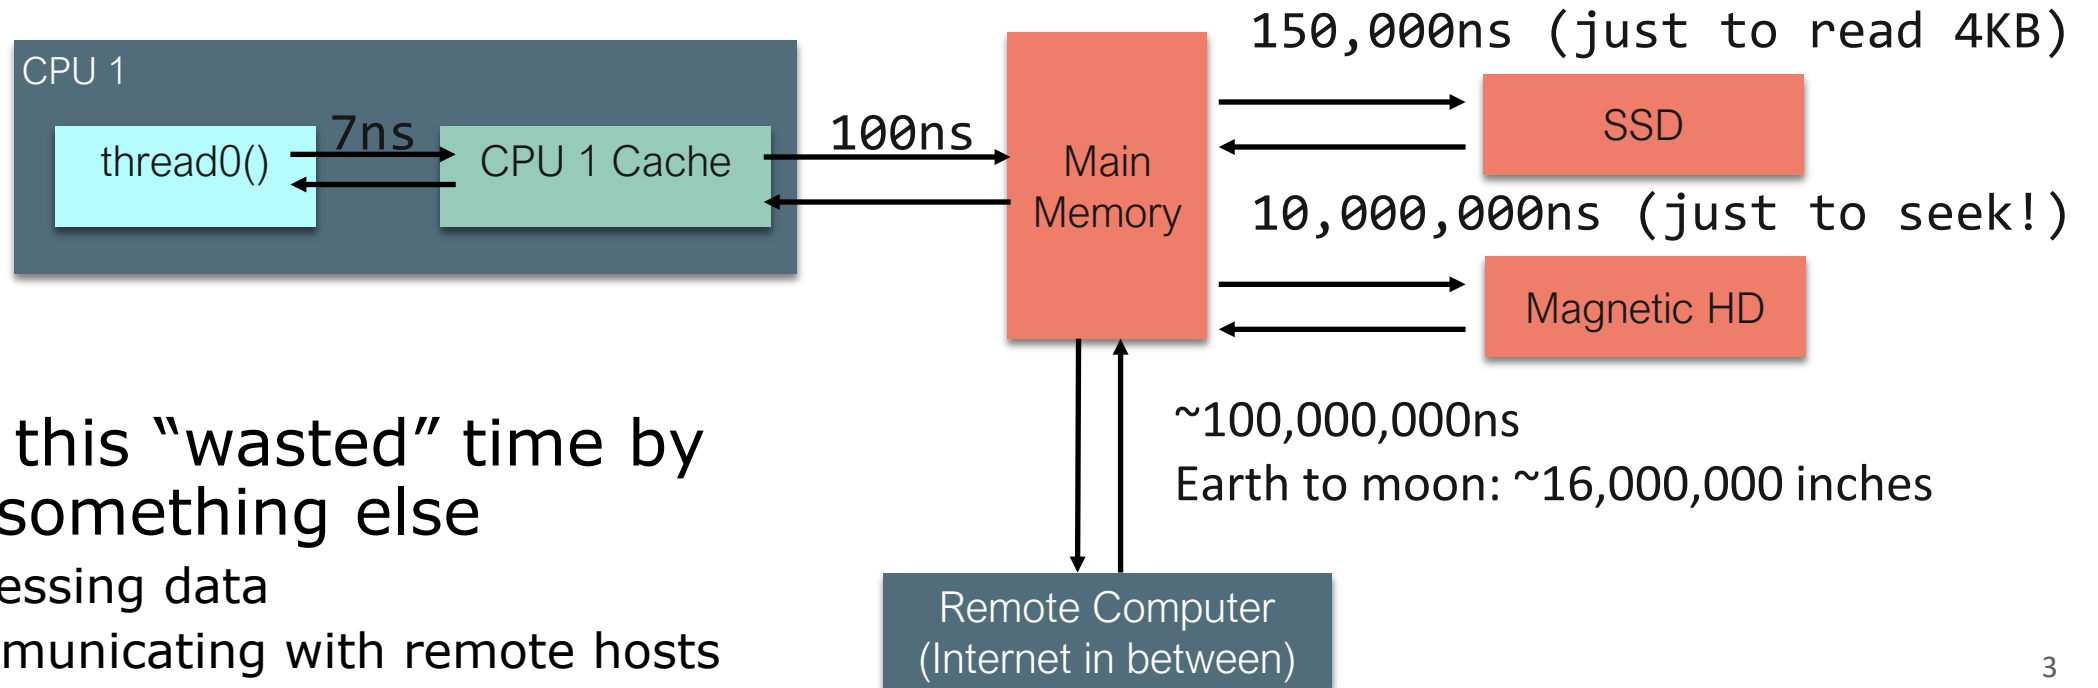 150,000ns (just to read 4KB)
CPU 1
thread0()
7ns
CPU 1 Cache
100ns
Main
Memory
SSD
10,000,000ns (just to seek!)
Magnetic HD
~100,000,000ns
Earth to moon: ~16,000,000 inches
this “wasted” time by
something else
essing data
municating with remote hosts
Remote Computer
(Internet in between)
3